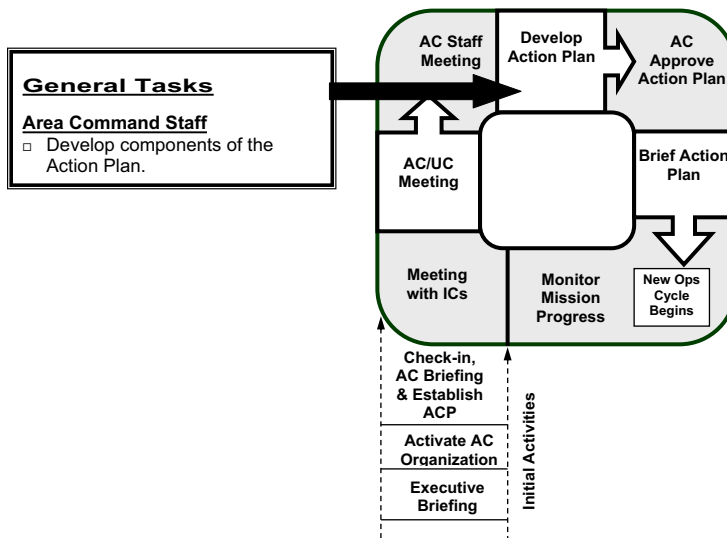 General Tasks
Area Command Staff
□ Develop components of the
Action Plan.
AC Staff
Meeting
Develop
Action Plan
AC
Approve
Action Plan
AC/UC
Meeting
Brief Action
Plan
Meeting
with ICs
Monitor
Mission
Progress
New Ops
Cycle
Begins
Check-in,
AC Briefing
& Establish
ACP
Activate AC
Organization
Executive
Briefing
Initial Activities